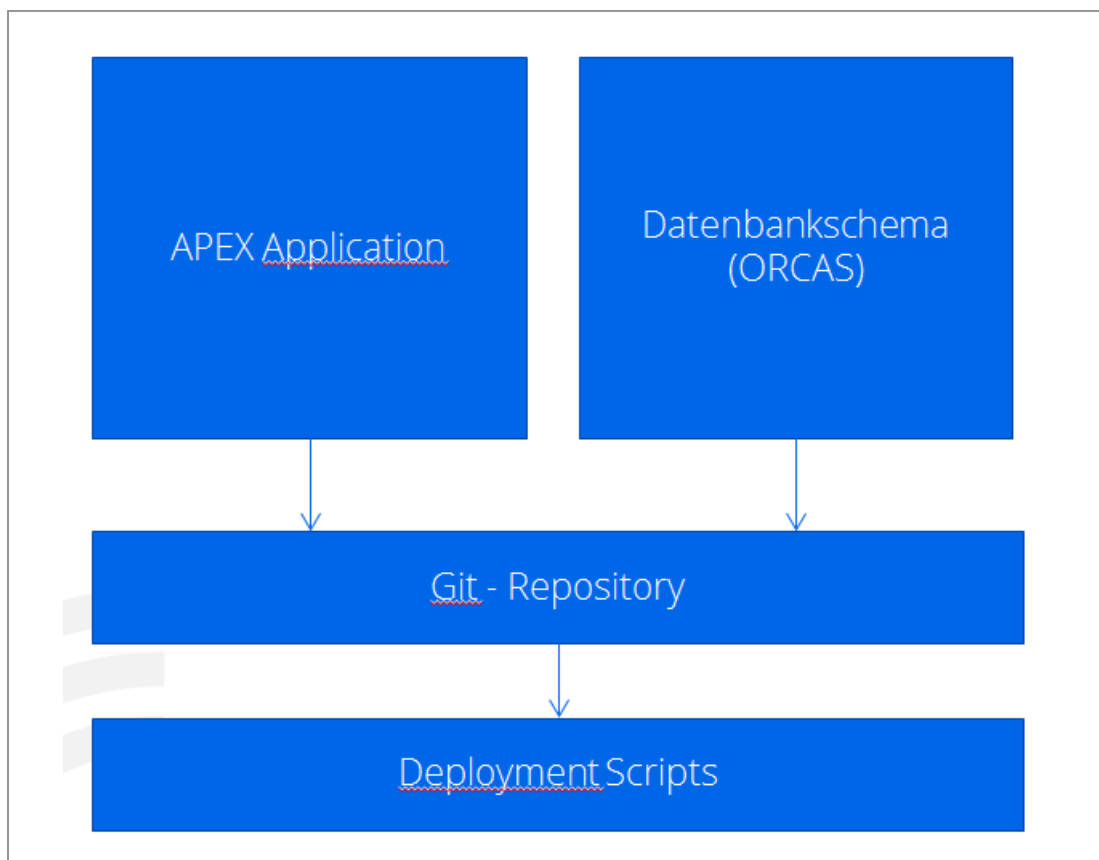 APEX Application
Datenbankschema
(ORCAS)
Git - Repository
Deployment Scripts